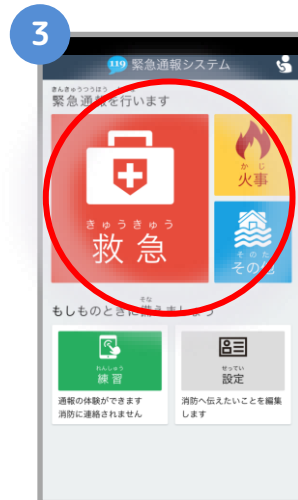 3
119 緊急通報システム
きんきゅうつうほう
緊急通報を行います
きゅうきゅう
救急
かじ
火事
そのた
その他
そな
もしものときに備えましょう
れんしゅう
練習
通報の体験ができます
消防に連絡されません
せってい
設定
消防へ伝えたいことを編集
します